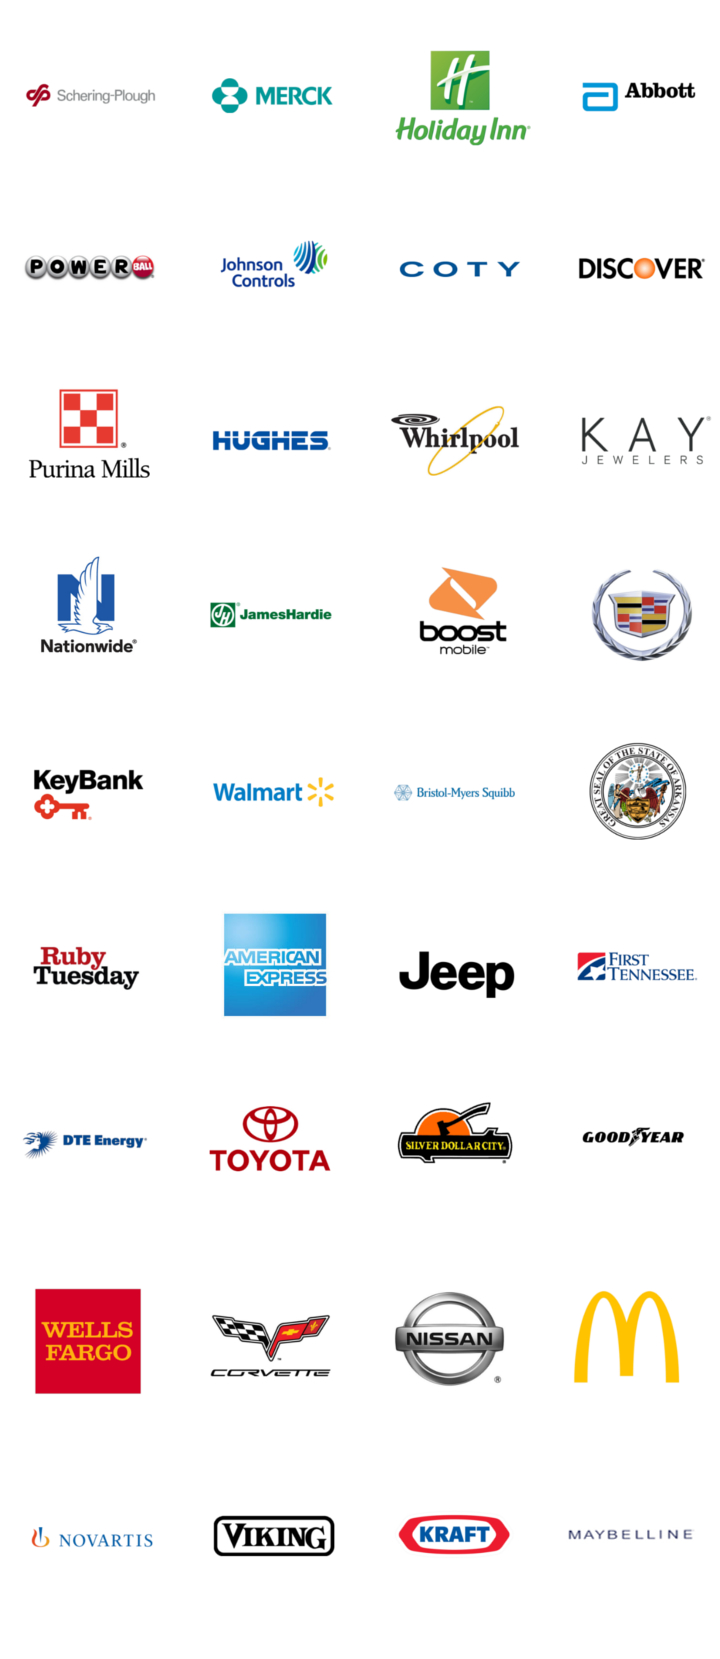 Schering-Plough
MERCK
Holiday Inn®
Abbott
POWERBALL
Johnson
Controls
COTY
DISCOVER®
Purina Mills
HUGHES
Whirlpool
KAY®
JEWELERS
Nationwide®
JH JamesHardie
boost
mobile™
KeyBank
Walmart
Bristol-Myers Squibb
GREAT SEAL OF THE STATE OF ARKANSAS
Ruby
Tuesday
AMERICAN
EXPRESS
Jeep
FIRST
TENNESSEE.
DTE Energy®
TOYOTA
SILVER DOLLAR CITY.
GOODYEAR
WELLS
FARGO
CORVETTE
NISSAN
®
NOVARTIS
VIKING
KRAFT
MAYBELLINE